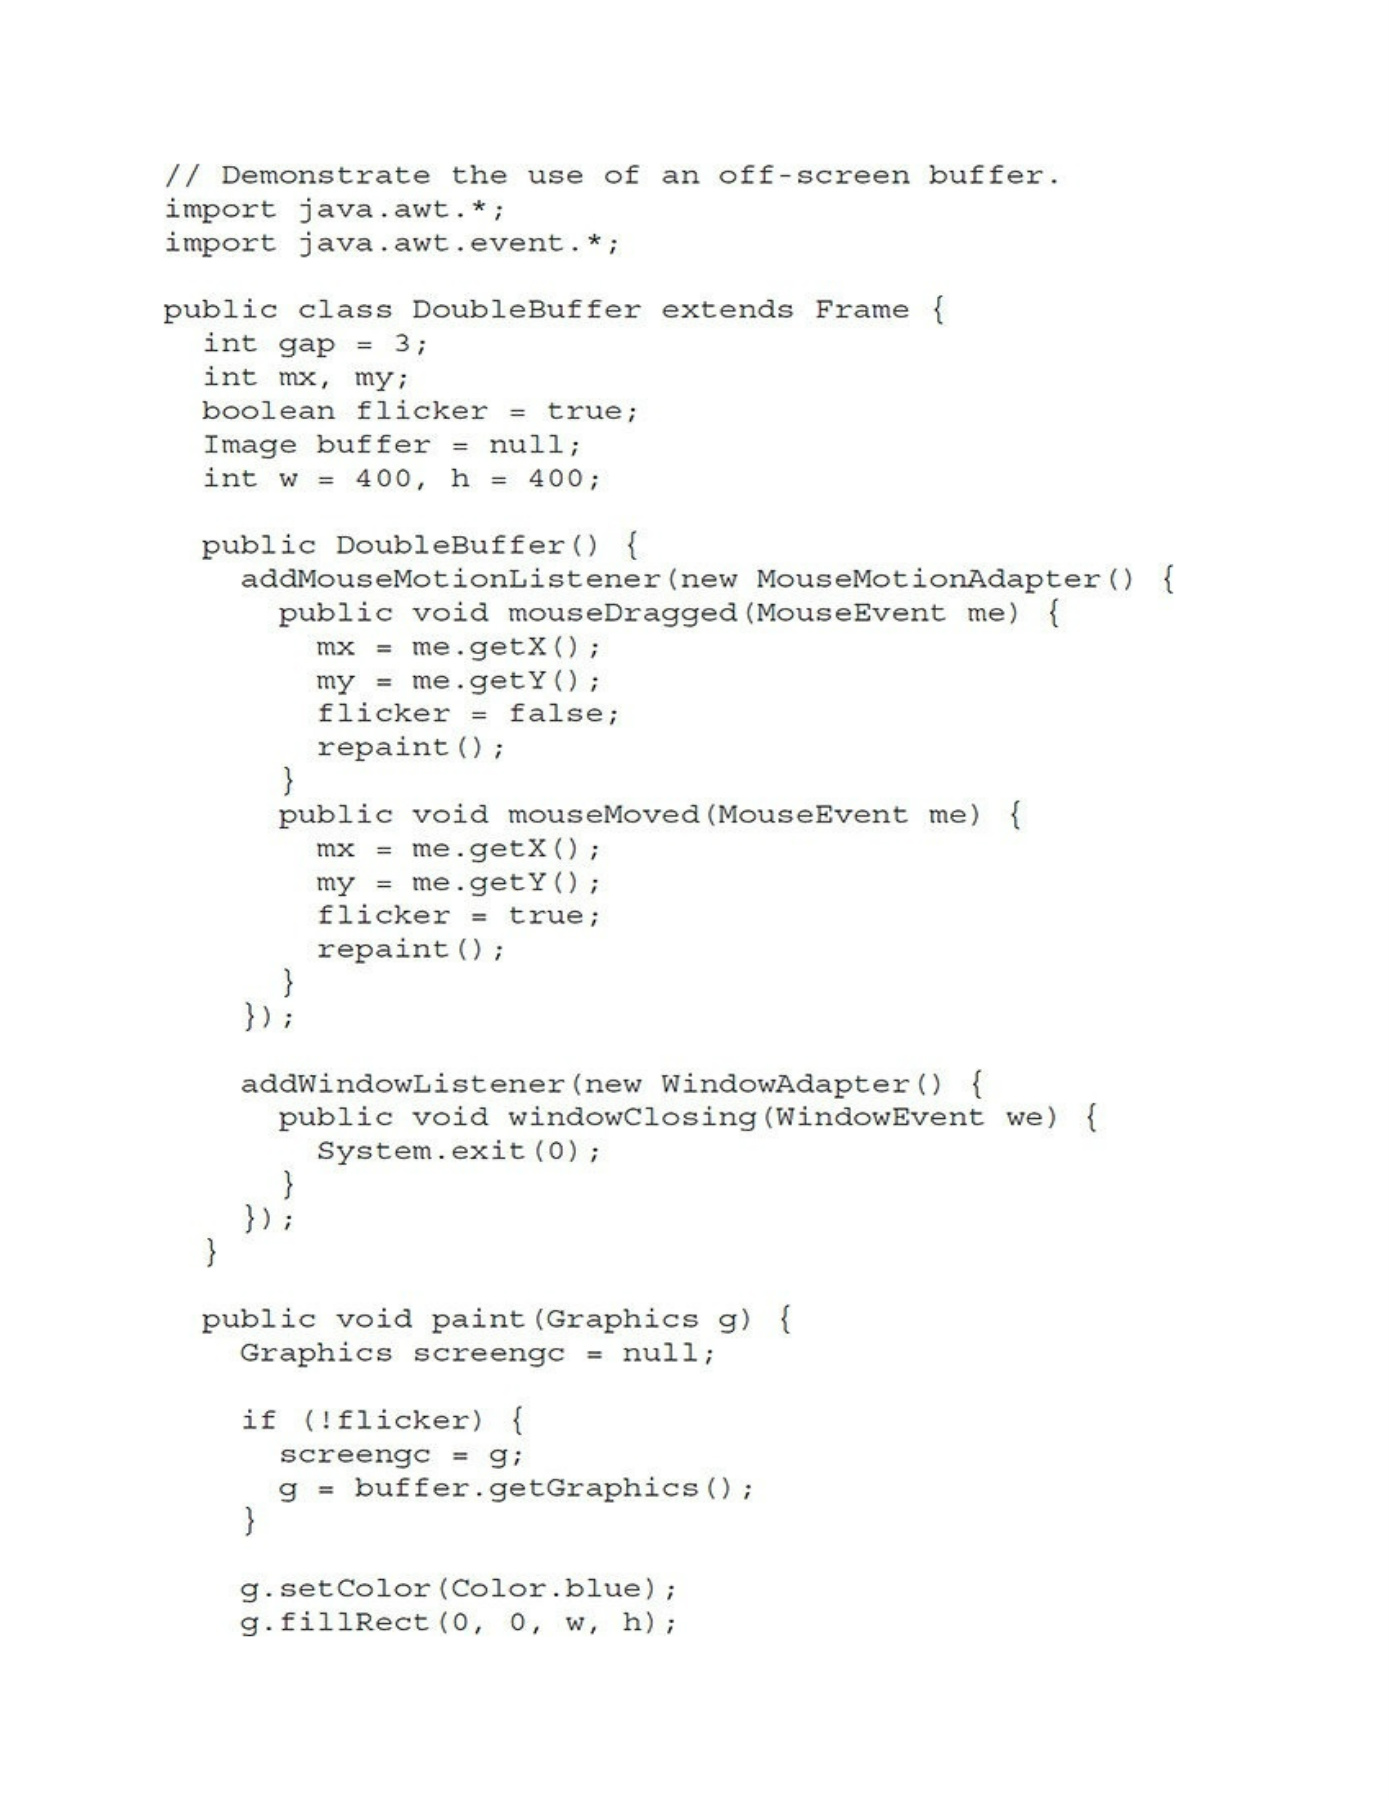 // Demonstrate the use of an off-screen buffer.
import java.awt.*;
import java.awt.event.*;

public class DoubleBuffer extends Frame {
  int gap = 3;
  int mx, my;
  boolean flicker = true;
  Image buffer = null;
  int w = 400, h = 400;

  public DoubleBuffer() {
    addMouseMotionListener(new MouseMotionAdapter() {
      public void mouseDragged(MouseEvent me) {
        mx = me.getX();
        my = me.getY();
        flicker = false;
        repaint();
      }
      public void mouseMoved(MouseEvent me) {
        mx = me.getX();
        my = me.getY();
        flicker = true;
        repaint();
      }
    });

    addWindowListener(new WindowAdapter() {
      public void windowClosing(WindowEvent we) {
        System.exit(0);
      }
    });
  }

  public void paint(Graphics g) {
    Graphics screengc = null;

    if (!flicker) {
      screengc = g;
      g = buffer.getGraphics();
    }

    g.setColor(Color.blue);
    g.fillRect(0, 0, w, h);